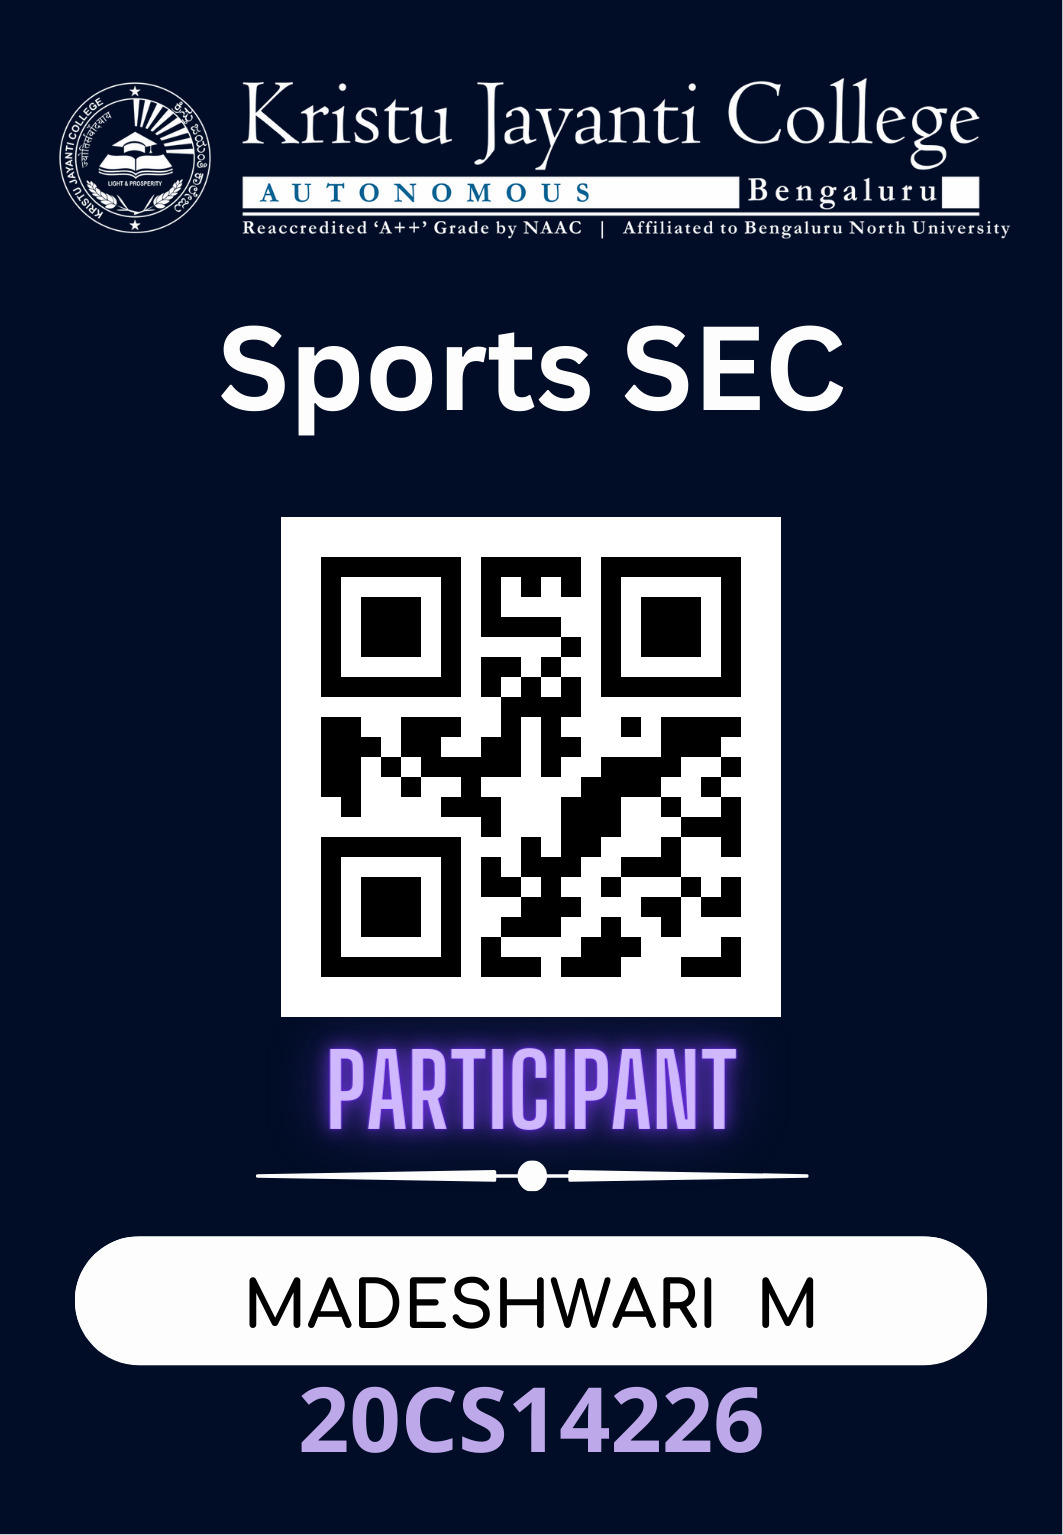 KRISTU JAYANTI COLLEGE
ಕ್ರಿಸ್ತು ಜಯಂತಿ ಕಾಲೇಜು
LIGHT & PROSPERITY
Kristu Jayanti College
AUTONOMOUS Bengaluru
Reaccredited ‘A++’ Grade by NAAC | Affiliated to Bengaluru North University
Sports SEC
PARTICIPANT
MADESHWARI M
20CS14226